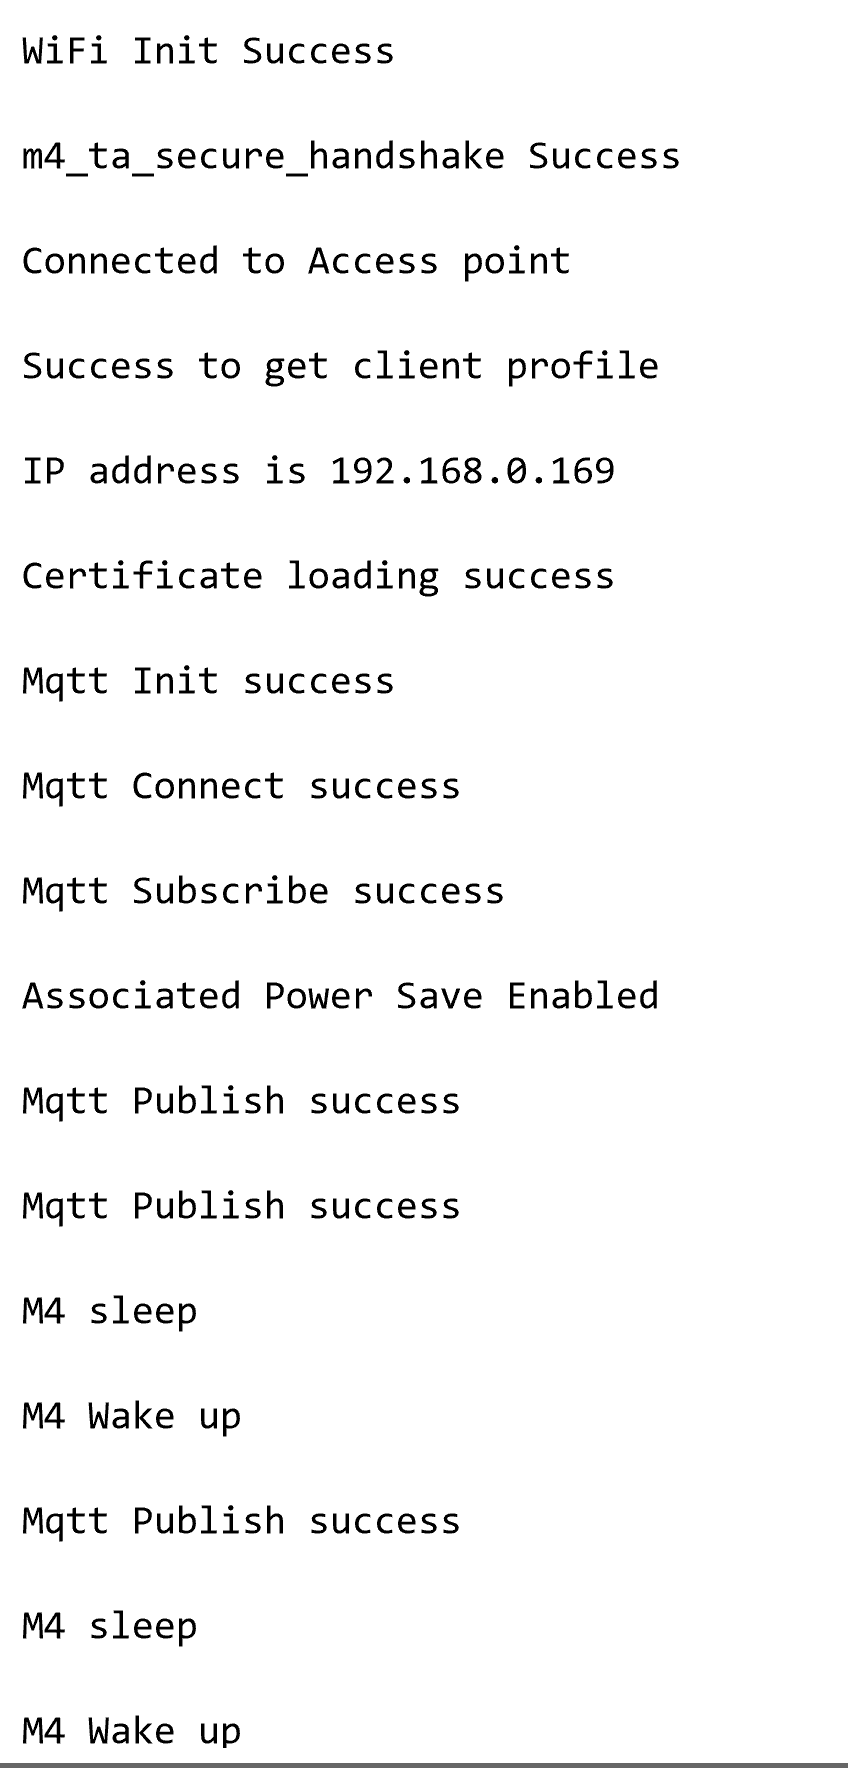 WiFi Init Success
m4_ta_secure_handshake Success
Connected to Access point
Success to get client profile
IP address is 192.168.0.169
Certificate loading success
Mqtt Init success
Mqtt Connect success
Mqtt Subscribe success
Associated Power Save Enabled
Mqtt Publish success
Mqtt Publish success
M4 sleep
M4 Wake up
Mqtt Publish success
M4 sleep
M4 Wake up